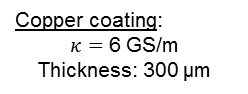 Copper coating:
κ = 6 GS/m
Thickness: 300 μm